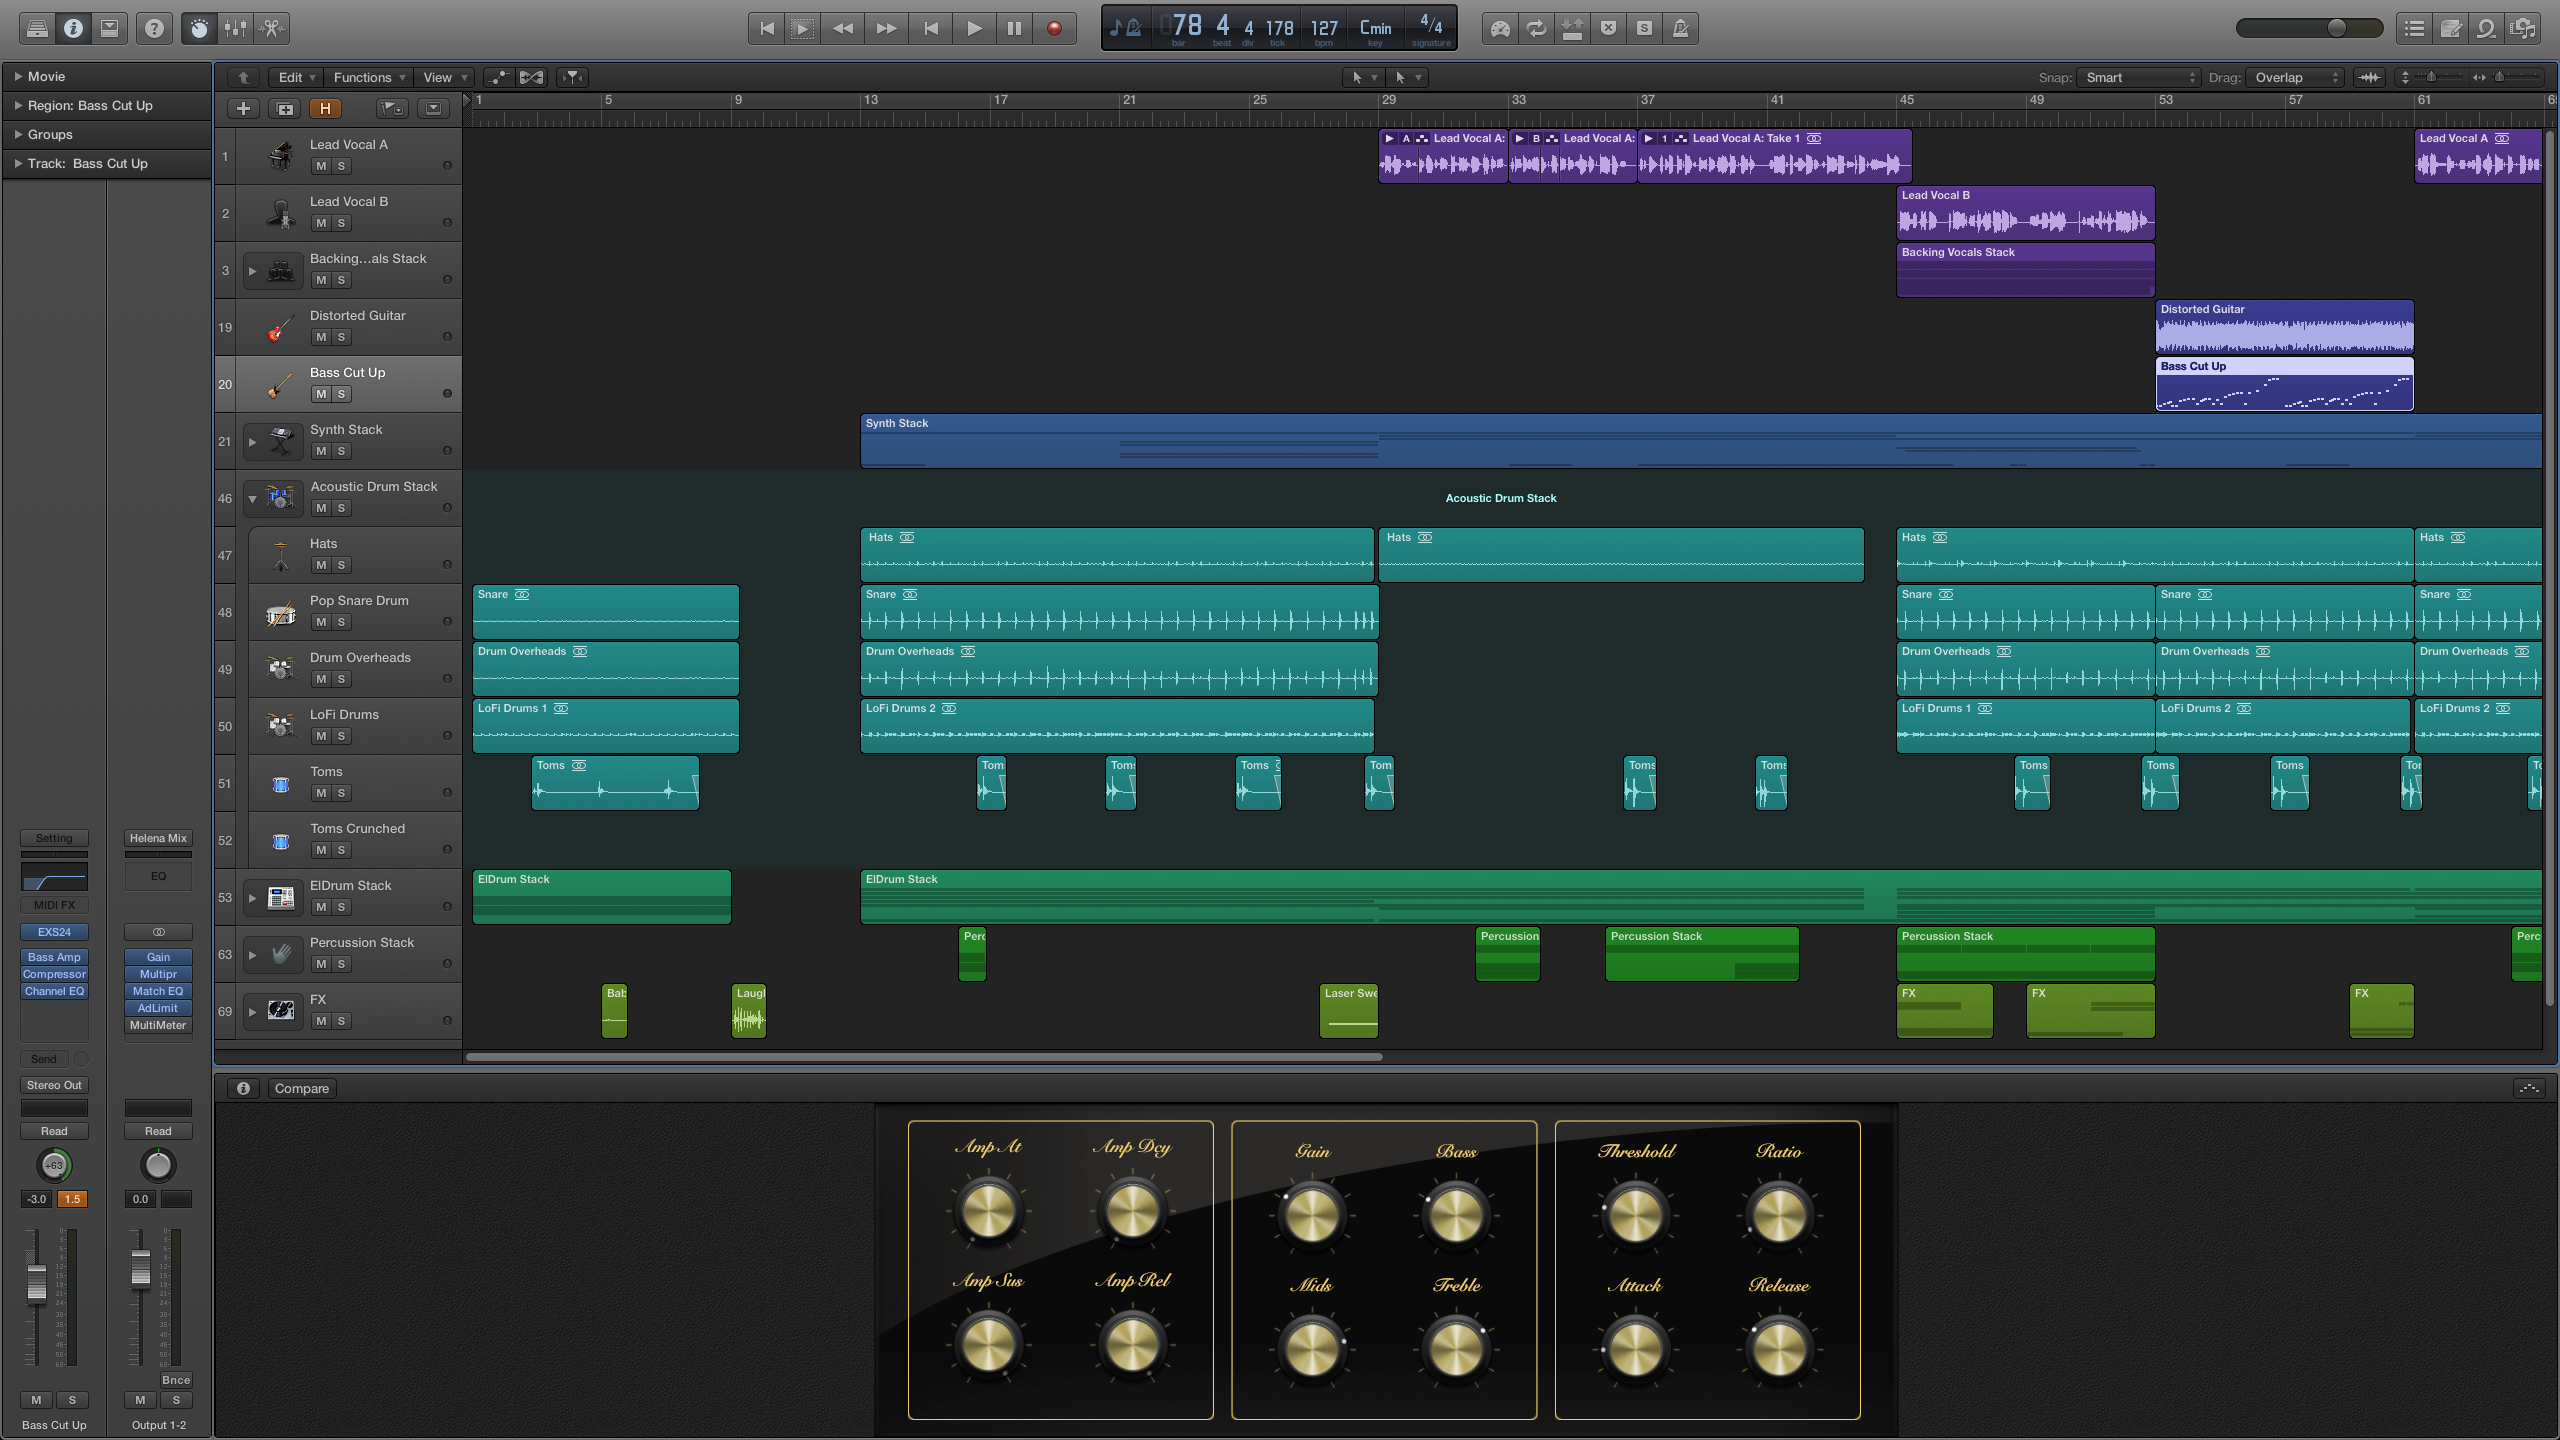 78 4 4 178 127 Cmin 4/4
bar beat div tick bpm key signature
Movie
Region: Bass Cut Up
Groups
Track: Bass Cut Up
Edit Functions View
Snap: Smart Drag: Overlap
H
1 5 9 13 17 21 25 29 33 37 41 45 49 53 57 61
1 Lead Vocal A
M S
A Lead Vocal A: B Lead Vocal A: 1 Lead Vocal A: Take 1 Lead Vocal A
2 Lead Vocal B
M S
Lead Vocal B
3 Backing...als Stack
M S
Backing Vocals Stack
19 Distorted Guitar
M S
Distorted Guitar
20 Bass Cut Up
M S
Bass Cut Up
21 Synth Stack
M S
Synth Stack
46 Acoustic Drum Stack
M S
Acoustic Drum Stack
47 Hats
M S
Hats Hats Hats Hats
48 Pop Snare Drum
M S
Snare Snare Snare Snare Snare
49 Drum Overheads
M S
Drum Overheads Drum Overheads Drum Overheads Drum Overheads Drum Overheads
50 LoFi Drums
M S
LoFi Drums 1 LoFi Drums 2 LoFi Drums 1 LoFi Drums 2 LoFi Drums 2
51 Toms
M S
Toms Tom Tom Toms Tom Toms Toms Toms Toms Toms
52 Toms Crunched
M S
53 ElDrum Stack
M S
ElDrum Stack ElDrum Stack
63 Percussion Stack
M S
Perc Percussion Percussion Stack Percussion Stack Perc
69 FX
M S
Bab Laugh Laser Swe FX FX FX
Setting Helena Mix
EQ
MIDI FX
EXS24
Bass Amp Gain
Compressor Multipr
Channel EQ Match EQ
AdLimit
MultiMeter
Send
Stereo Out
Read Read
+63
-3.0 1.5 0.0
Bnce
M S M S
Bass Cut Up Output 1-2
Compare
Amp At Amp Dcy Gain Bass Threshold Ratio
Amp Sus Amp Rel Mids Treble Attack Release